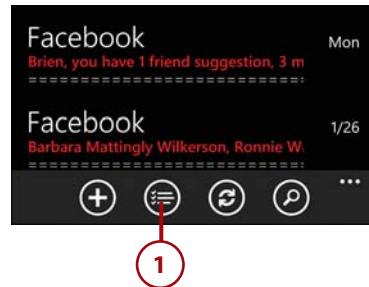 Facebook
Mon
Brien, you have 1 friend suggestion, 3 m
=============================
Facebook
1/26
Barbara Mattingly Wilkerson, Ronnie W
=============================
1